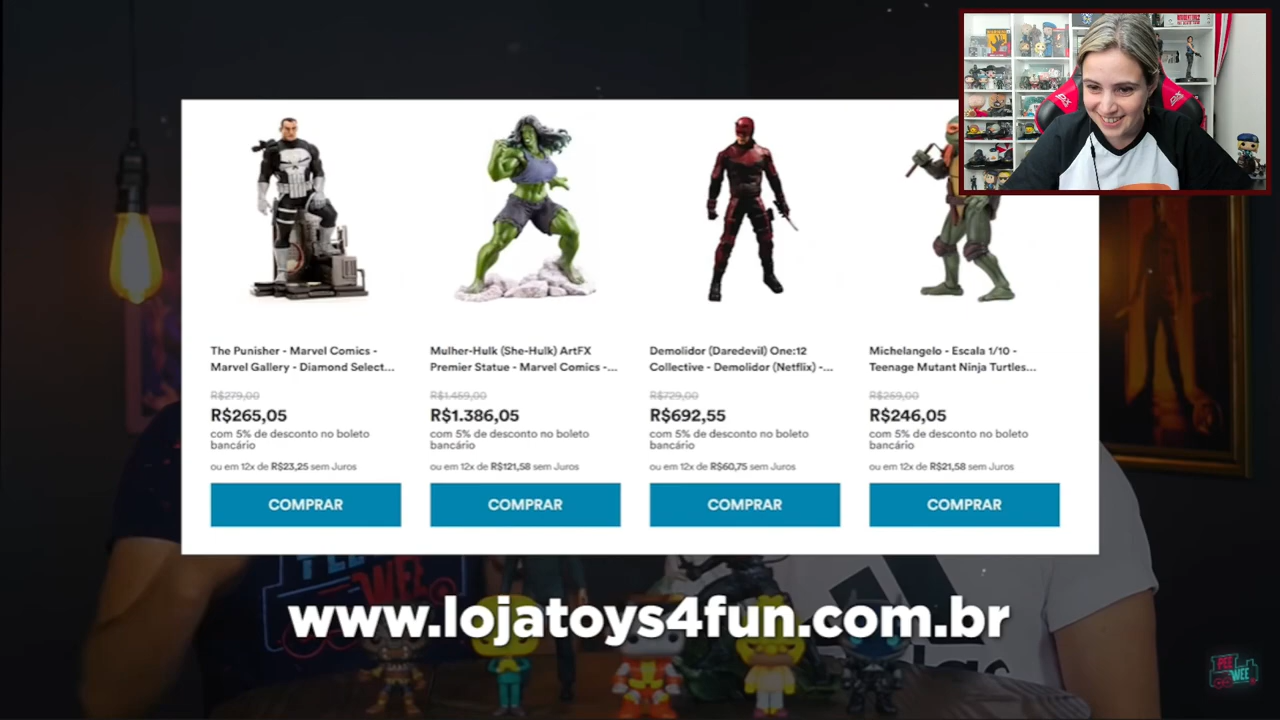 The Punisher - Marvel Comics -
Marvel Gallery - Diamond Select...
R$279,00
R$265,05
com 5% de desconto no boleto
bancário
ou em 12x de R$23,25 sem Juros
COMPRAR
Mulher-Hulk (She-Hulk) ArtFX
Premier Statue - Marvel Comics -...
R$1.459,00
R$1.386,05
com 5% de desconto no boleto
bancário
ou em 12x de R$121,58 sem Juros
COMPRAR
Demolidor (Daredevil) One:12
Collective - Demolidor (Netflix) -...
R$729,00
R$692,55
com 5% de desconto no boleto
bancário
ou em 12x de R$60,75 sem Juros
COMPRAR
Michelangelo - Escala 1/10 -
Teenage Mutant Ninja Turtles...
R$259,00
R$246,05
com 5% de desconto no boleto
bancário
ou em 12x de R$21,58 sem Juros
COMPRAR
www.lojatoys4fun.com.br
PEE
WEE